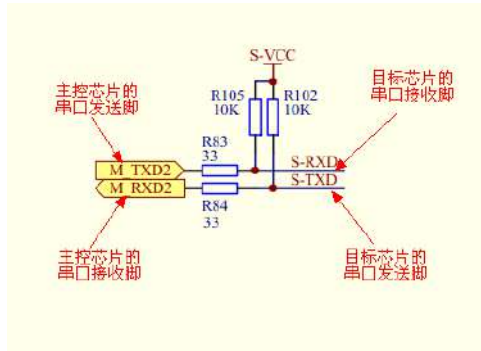 S-VCC
主控芯片的
串口发送脚
目标芯片的
串口接收脚
R105
10K
R102
10K
R83
33
M_TXD2
S-RXD
M_RXD2
S-TXD
R84
33
主控芯片的
串口接收脚
目标芯片的
串口发送脚